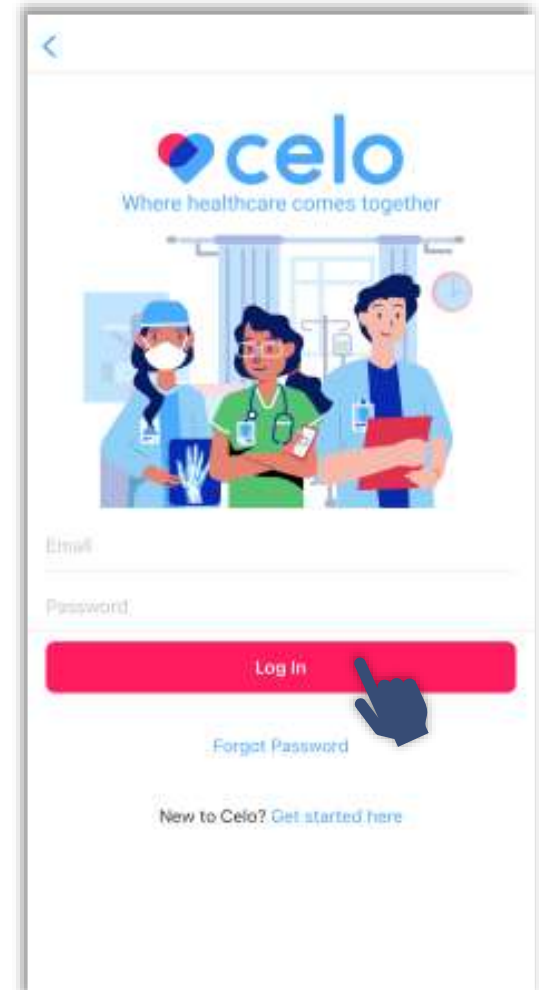 celo
Where healthcare comes together
Email
Password
Log In
Forgot Password
New to Celo? Get started here